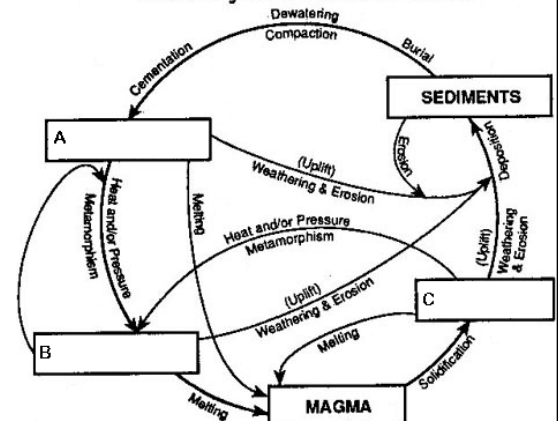 Dewatering
Compaction
Cementation
Burial
SEDIMENTS
A
Erosion
Deposition
(Uplift)
Weathering & Erosion
Heat and/or Pressure
Metamorphism
Melting
Heat and/or Pressure
Metamorphism
(Uplift)
Weathering
& Erosion
C
(Uplift)
Weathering & Erosion
B
Melting
Solidification
Melting
MAGMA